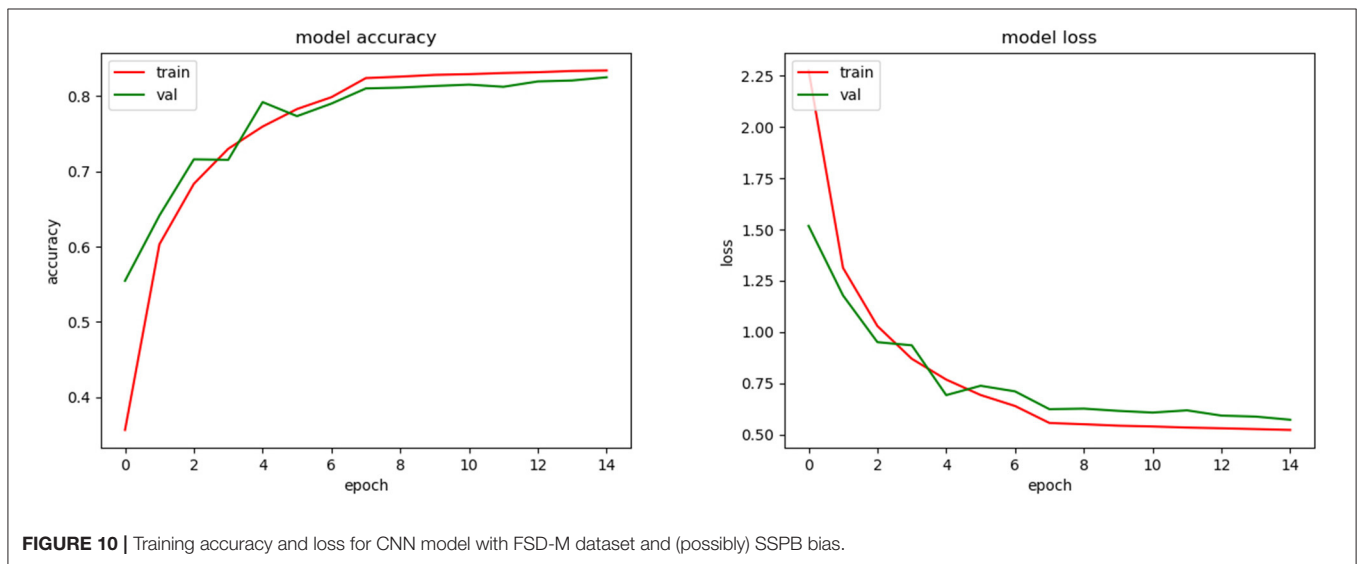 model accuracy
train
val
0.8
0.7
0.6
0.5
0.4
accuracy
0 2 4 6 8 10 12 14
epoch
model loss
train
val
2.25
2.00
1.75
1.50
1.25
1.00
0.75
0.50
loss
0 2 4 6 8 10 12 14
epoch
FIGURE 10 | Training accuracy and loss for CNN model with FSD-M dataset and (possibly) SSPB bias.